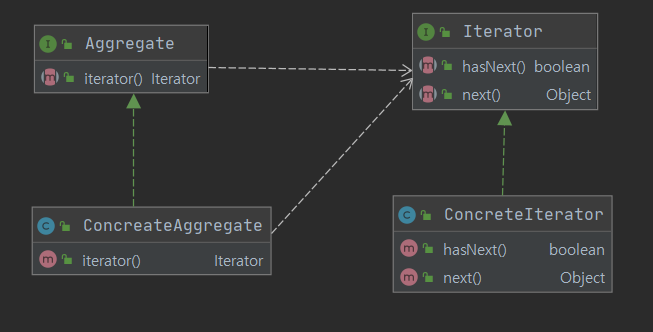 Aggregate
iterator() Iterator
Iterator
hasNext() boolean
next() Object
ConcreateAggregate
iterator() Iterator
ConcreteIterator
hasNext() boolean
next() Object